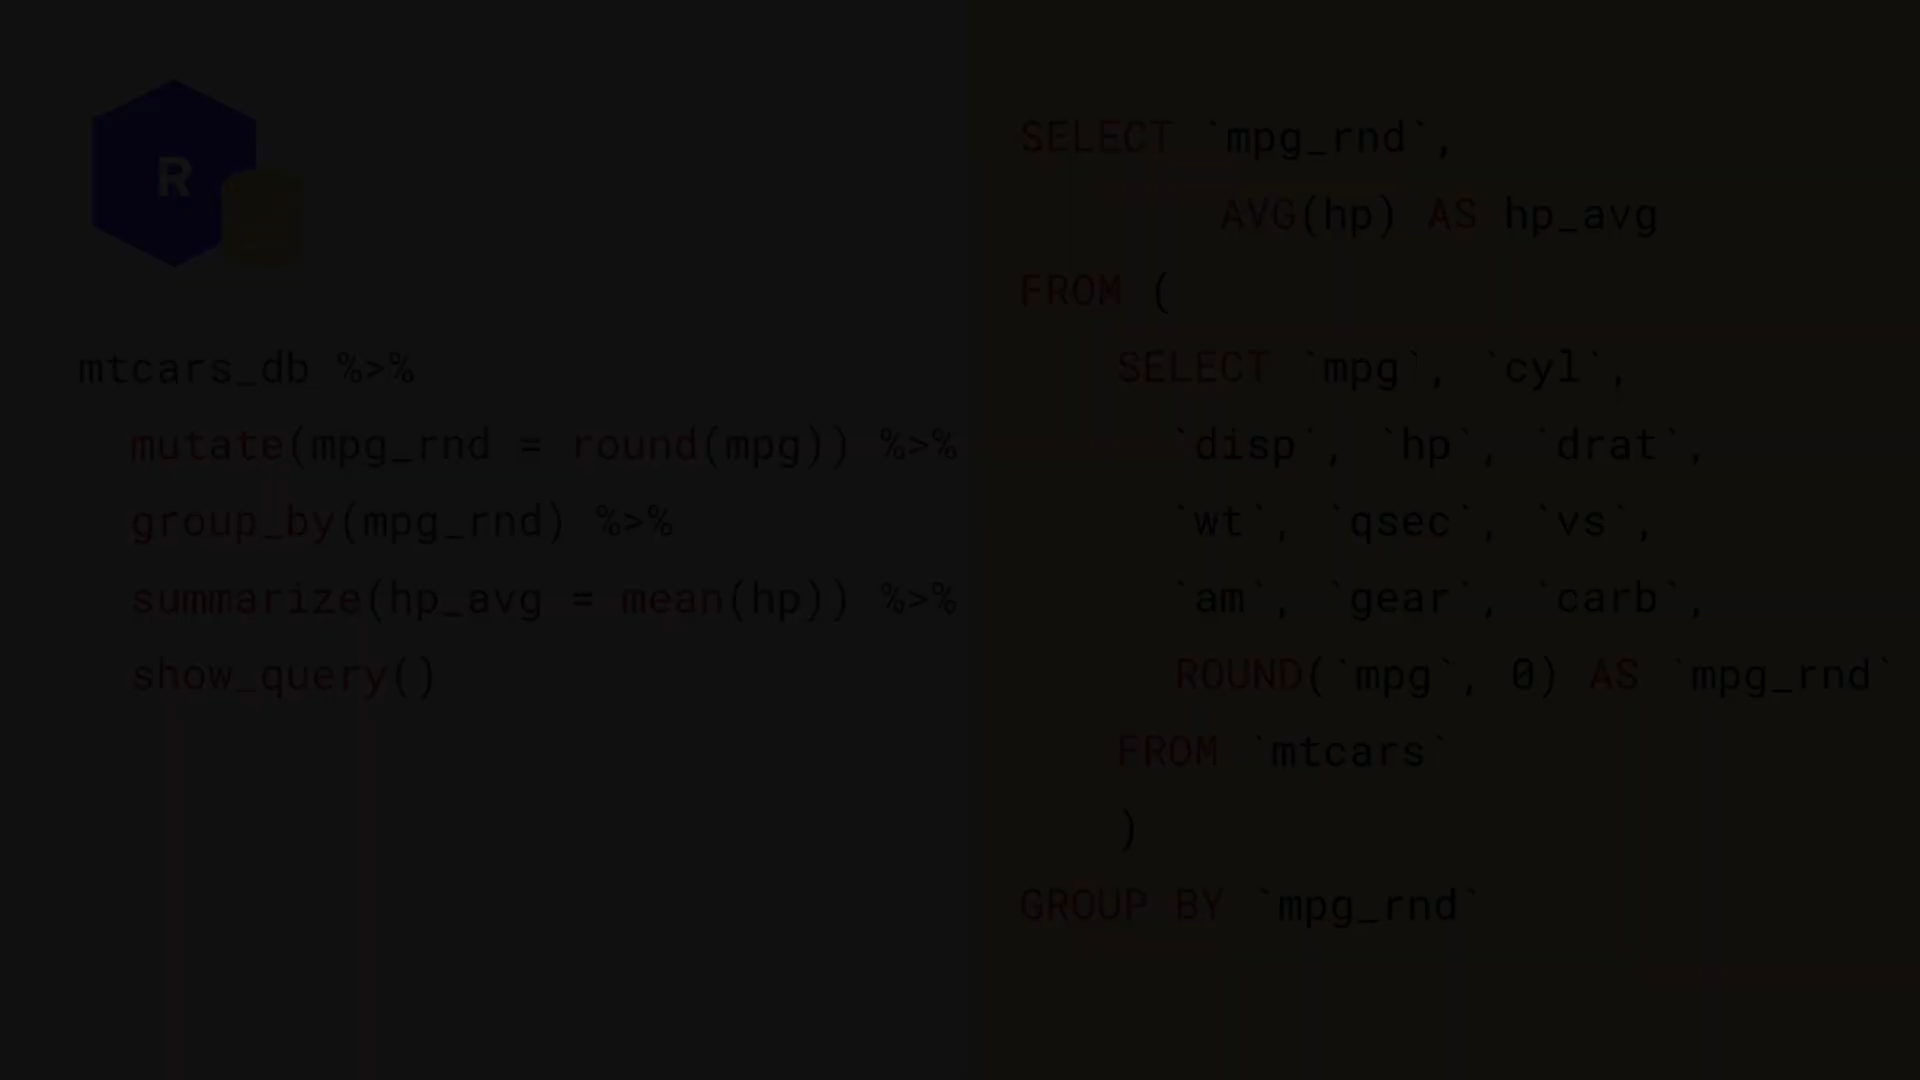 R
mtcars_db %>%
mutate(mpg_rnd = round(mpg)) %>%
group_by(mpg_rnd) %>%
summarize(hp_avg = mean(hp)) %>%
show_query()
SELECT `mpg_rnd`,
AVG(hp) AS hp_avg
FROM (
SELECT `mpg`, `cyl`,
`disp`, `hp`, `drat`,
`wt`, `qsec`, `vs`,
`am`, `gear`, `carb`,
ROUND(`mpg`, 0) AS `mpg_rnd`
FROM `mtcars`
)
GROUP BY `mpg_rnd`